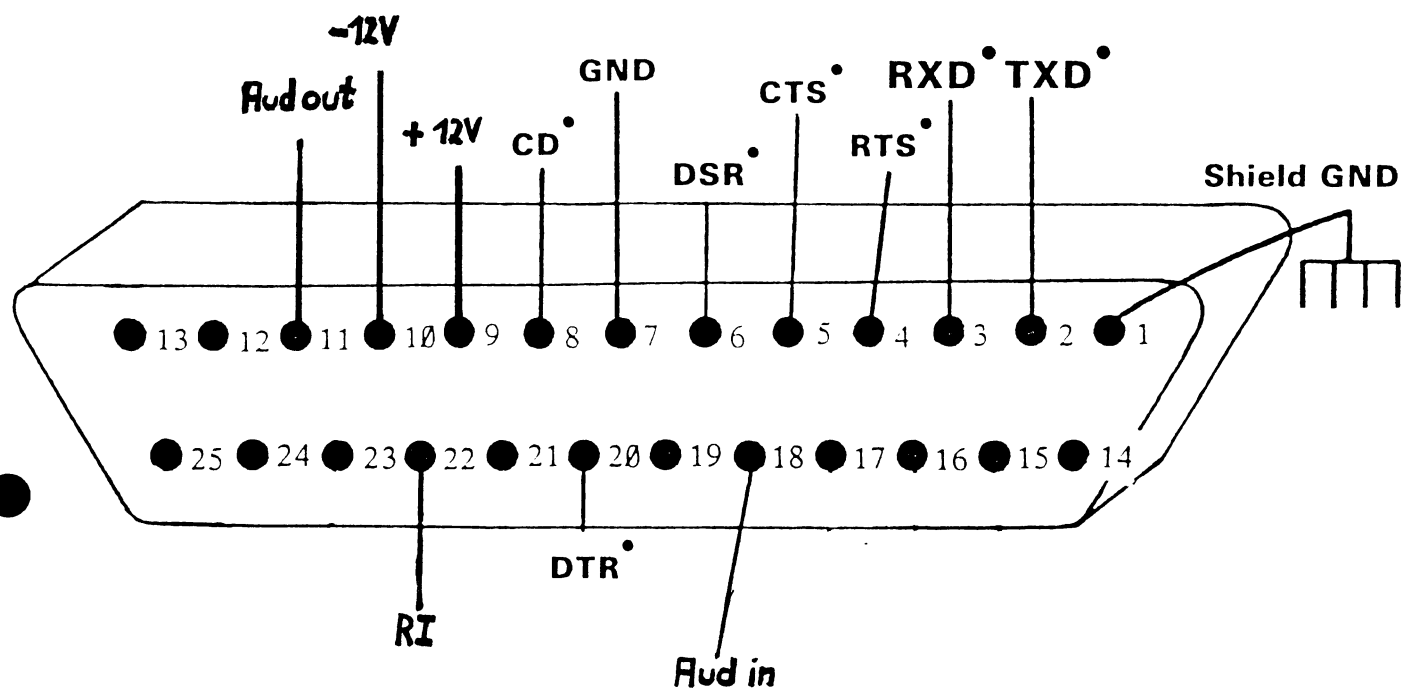 -12V
Aud out
+12V
CD•
GND
DSR•
CTS•
RTS•
RXD• TXD•
Shield GND
13 12 11 10 9 8 7 6 5 4 3 2 1
25 24 23 22 21 20 19 18 17 16 15 14
DTR•
RI
Aud in